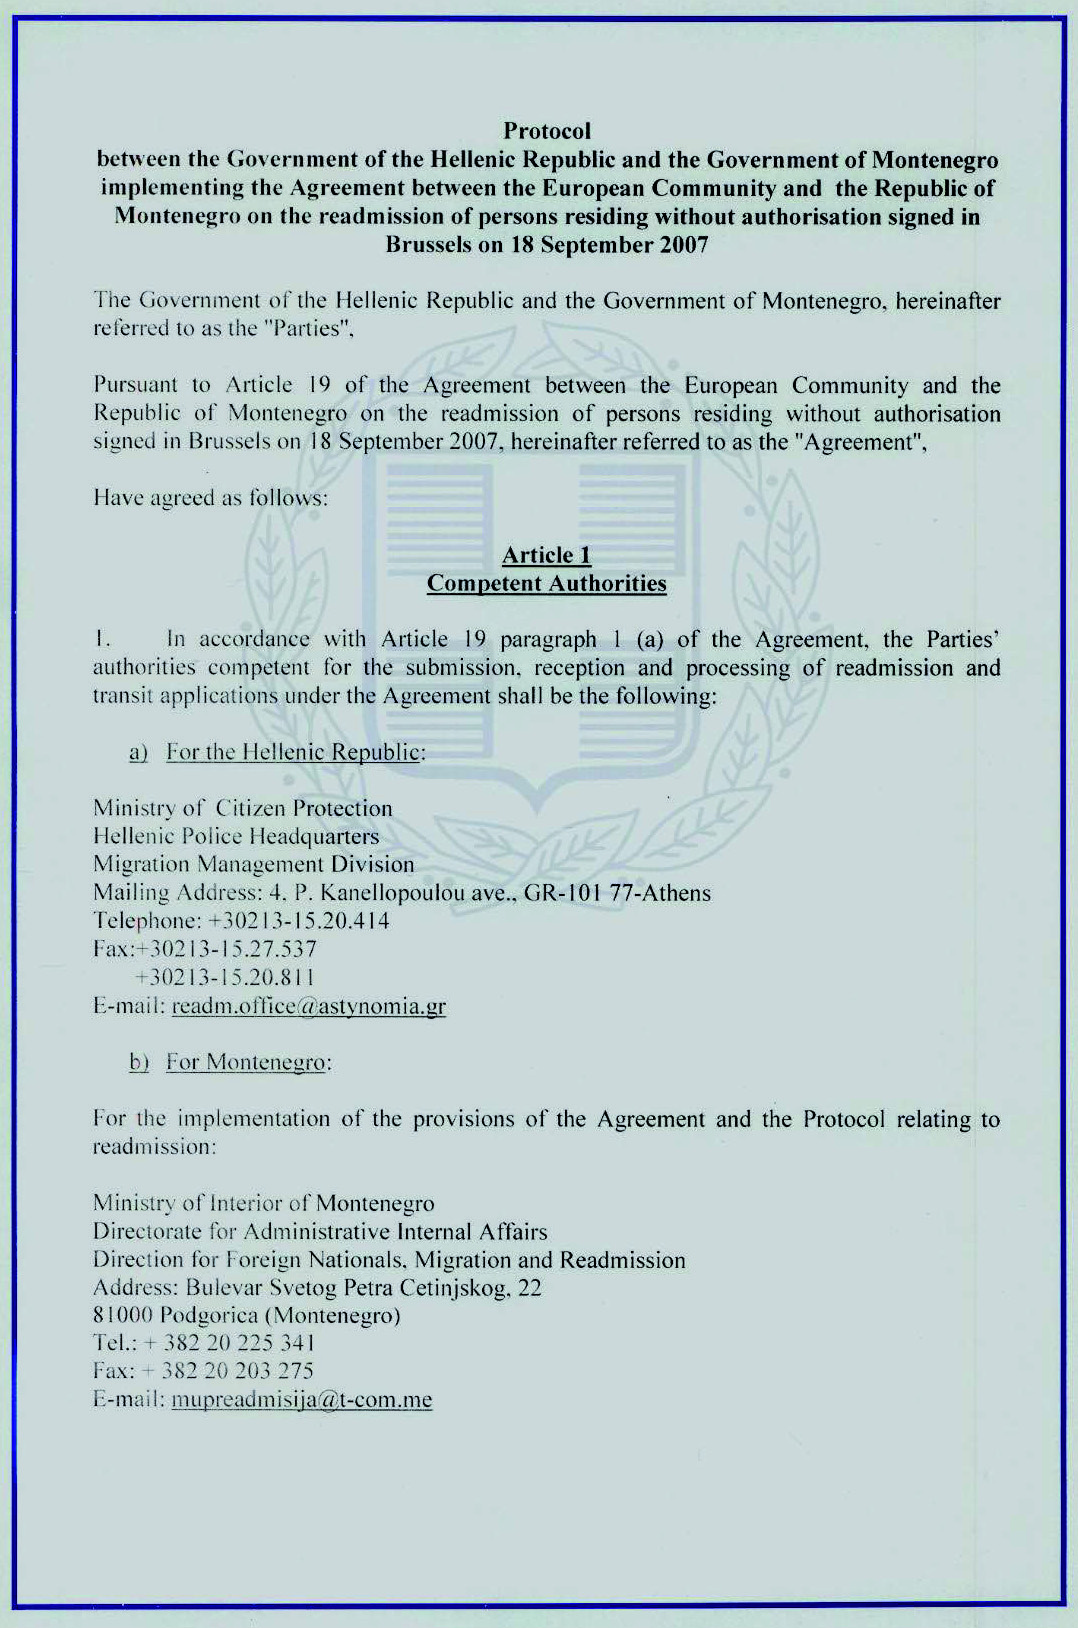 Protocol
between the Government of the Hellenic Republic and the Government of Montenegro
implementing the Agreement between the European Community and the Republic of
Montenegro on the readmission of persons residing without authorisation signed in
Brussels on 18 September 2007
The Government of the Hellenic Republic and the Government of Montenegro, hereinafter
referred to as the "Parties",
Pursuant to Article 19 of the Agreement between the European Community and the
Republic of Montenegro on the readmission of persons residing without authorisation
signed in Brussels on 18 September 2007, hereinafter referred to as the "Agreement",
Have agreed as follows:
Article 1
Competent Authorities
1. In accordance with Article 19 paragraph 1 (a) of the Agreement, the Parties'
authorities competent for the submission, reception and processing of readmission and
transit applications under the Agreement shall be the following:
a) For the Hellenic Republic:
Ministry of Citizen Protection
Hellenic Police Headquarters
Migration Management Division
Mailing Address: 4, P. Kanellopoulou ave., GR-101 77-Athens
Telephone: +30213-15.20.414
Fax:+30213-15.27.537
+30213-15.20.811
E-mail: readm.office@astynomia.gr
b) For Montenegro:
For the implementation of the provisions of the Agreement and the Protocol relating to
readmission:
Ministry of Interior of Montenegro
Directorate for Administrative Internal Affairs
Direction for Foreign Nationals, Migration and Readmission
Address: Bulevar Svetog Petra Cetinjskog, 22
81000 Podgorica (Montenegro)
Tel.: + 382 20 225 341
Fax: + 382 20 203 275
E-mail: mupreadmisija@t-com.me